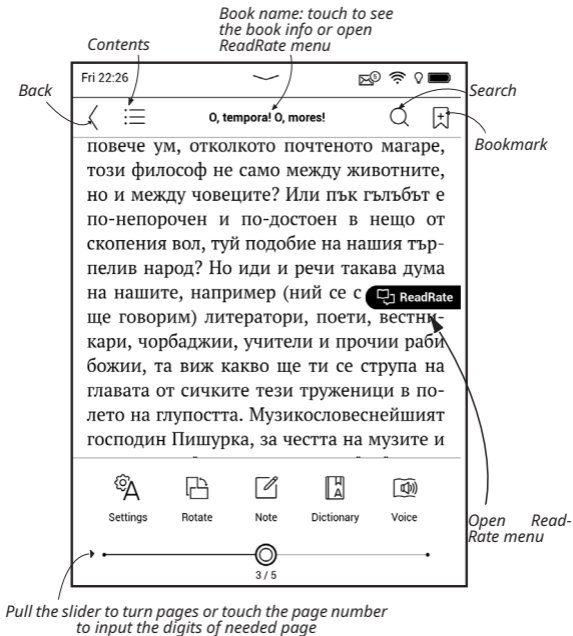 Book name: touch to see
the book info or open
ReadRate menu
Contents
Back
Fri 22:26
5
Search
O, tempora! O, mores!
Bookmark
повече ум, отколкото почтеното магаре,
този философ не само между животните,
но и между човеците? Или пък гълъбът е
по-непорочен и по-достоен в нещо от
скопения вол, туй подобие на нашия тър-
пелив народ? Но иди и речи такава дума
на нашите, например (ний се с
ReadRate
ще говорим) литератори, поети, вестни-
кари, чорбаджии, учители и прочии раби
божии, та виж какво ще ти се струпа на
главата от сичките тези труженици в по-
лето на глупостта. Музикословеснейшият
господин Пишурка, за честта на музите и
Settings Rotate Note Dictionary Voice
Open Read-
Rate menu
3 / 5
Pull the slider to turn pages or touch the page number
to input the digits of needed page